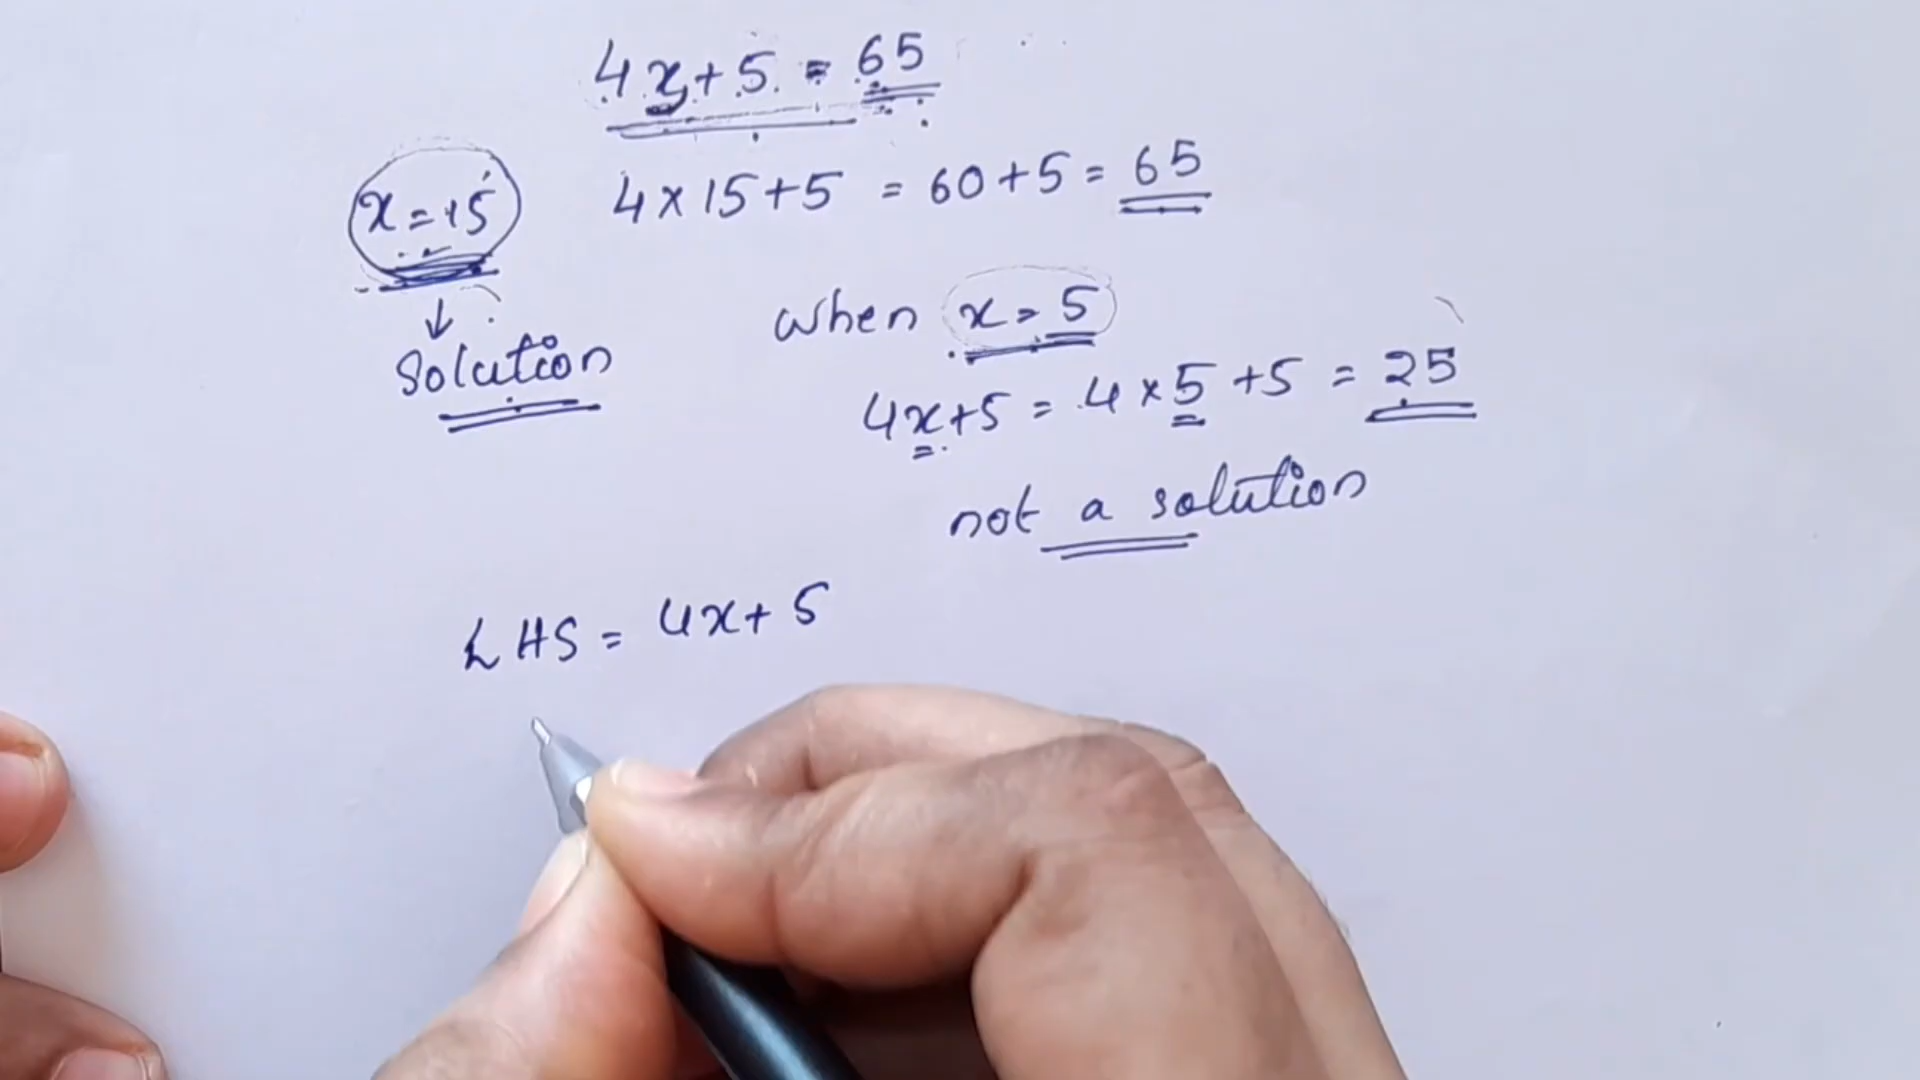 4x+5 = 65
x=15
4×15+5 = 60+5 = 65
Solution
when x = 5
4x+5 = 4×5+5 = 25
not a solution
LHS = 4x+5